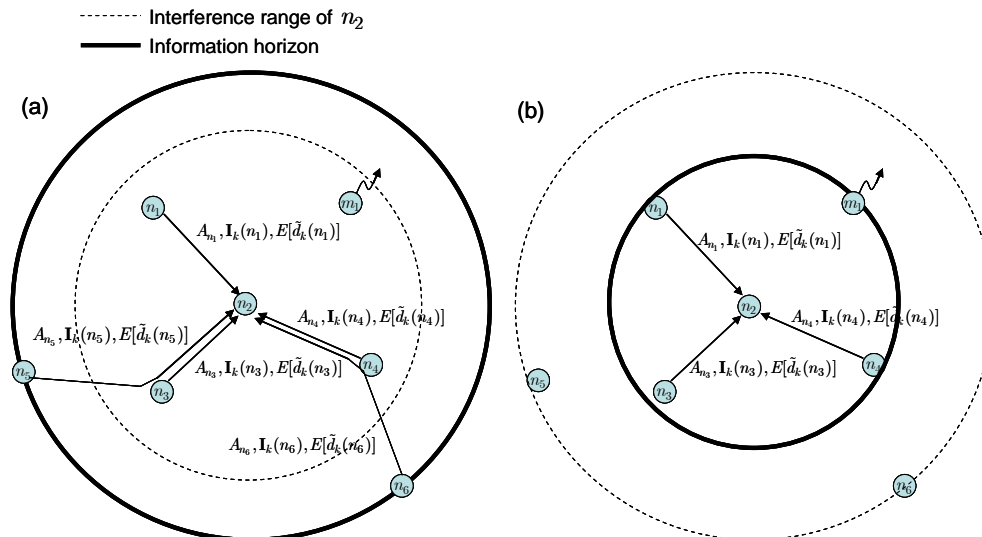 Interference range of n₂
Information horizon
(a)
(b)
n₁
m₁
A_{n₁}, I_k(n₁), E[d̃_k(n₁)]
n₂
A_{n₄}, I_k(n₄), E[d̃_k(n₄)]
A_{n₅}, I_k(n₅), E[d̃_k(n₅)]
A_{n₃}, I_k(n₃), E[d̃_k(n₃)]
n₅
n₃
n₄
A_{n₆}, I_k(n₆), E[d̃_k(n₆)]
n₆
n₁
m₁
A_{n₁}, I_k(n₁), E[d̃_k(n₁)]
n₂
A_{n₄}, I_k(n₄), E[d̃_k(n₄)]
A_{n₃}, I_k(n₃), E[d̃_k(n₃)]
n₄
n₅
n₃
n₆